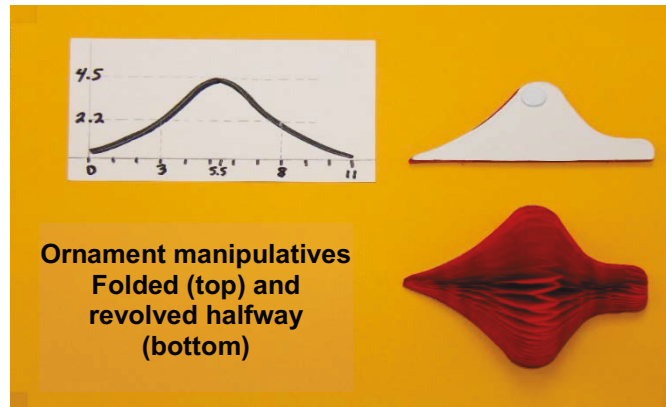 4.5
2.2
0 3 5.5 8 11
Ornament manipulatives
Folded (top) and
revolved halfway
(bottom)